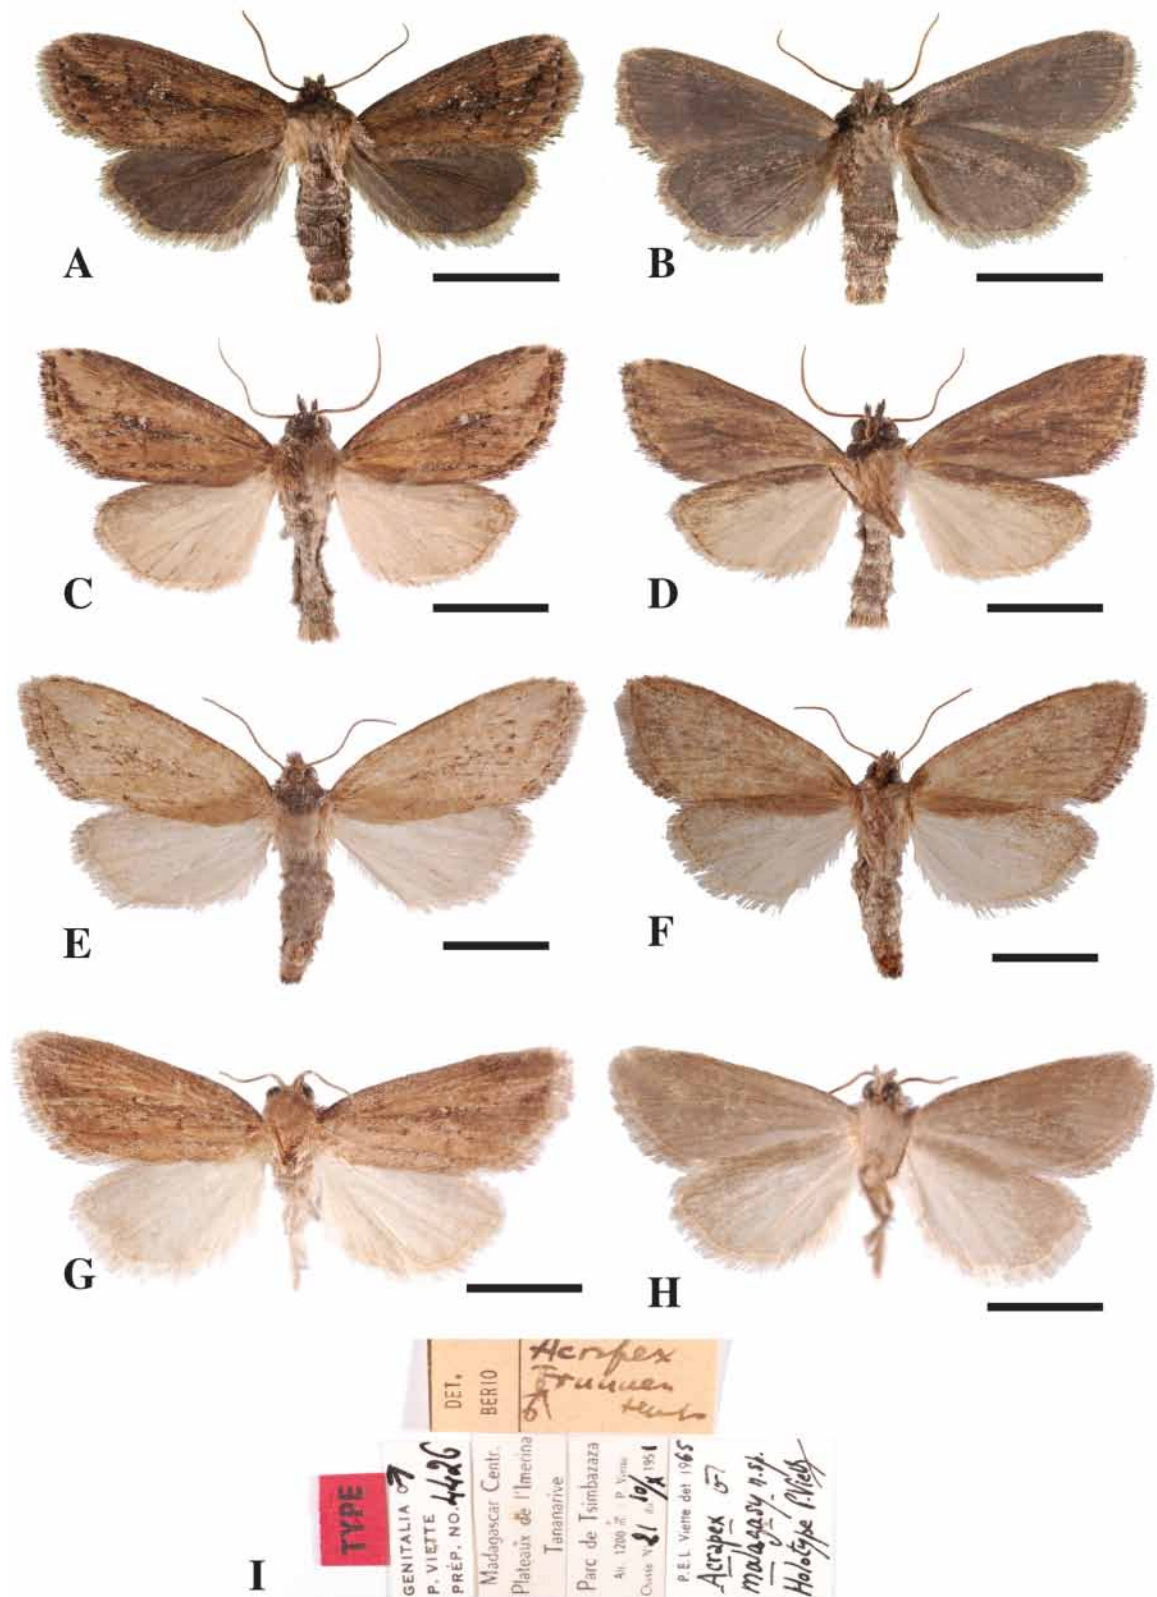 A
B
C
D
E
F
G
H
I
DET.
BERIO
Acrapex
TYPE
GENITALIA ♂
P. VIETTE
PRÉP. NO. 4426
Madagascar Centr.
Plateaux de l'Imerina
Tananarive
Parc de Tsimbazaza
Alt. 1200 m P. Viette
21 10/X 1951
P.E.L Viette det 1965
Acrapex ♂
malagasy n.sp.
Holotype P. Viette